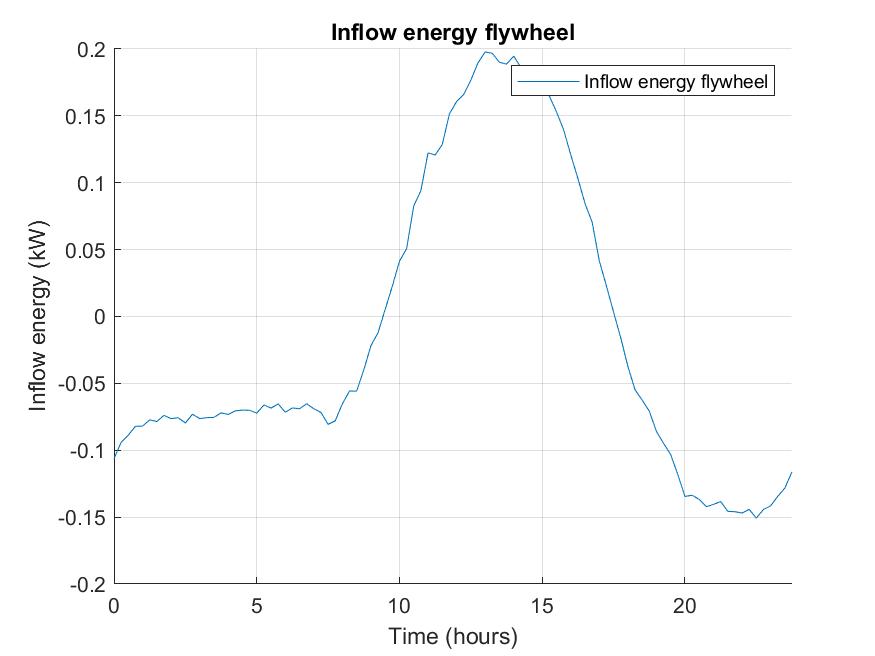 Inflow energy flywheel
0.2
0.15
0.1
0.05
0
-0.05
-0.1
-0.15
-0.2
Inflow energy (kW)
Inflow energy flywheel
0 5 10 15 20
Time (hours)